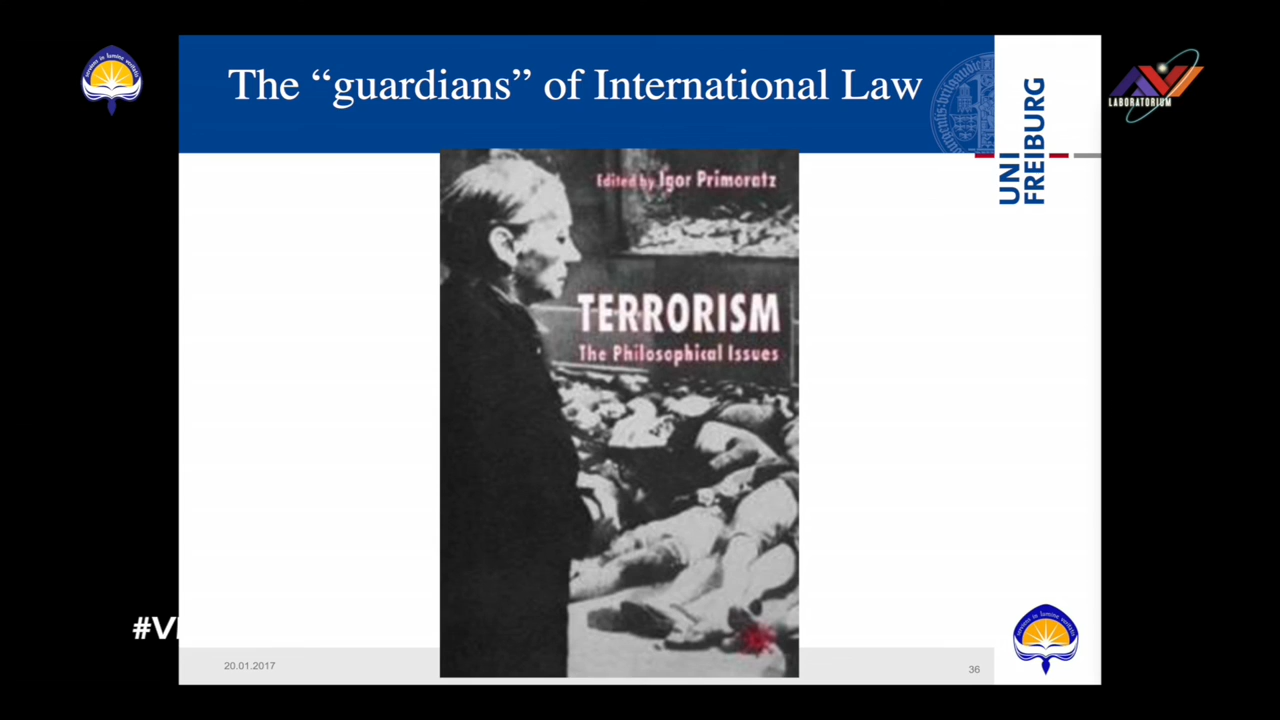 The “guardians” of International Law
UNI
FREIBURG
LABORATORIUM
Edited by Igor Primoratz
TERRORISM
The Philosophical Issues
#V
20.01.2017
36